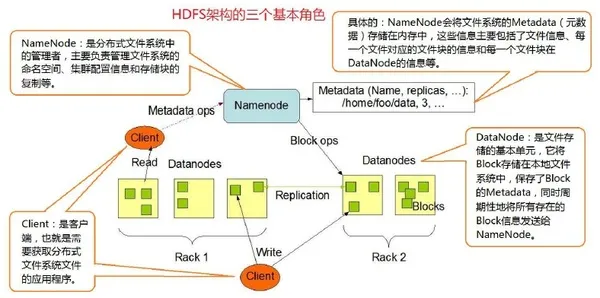 HDFS架构的三个基本角色
NameNode：是分布式文件系统中
的管理者，主要负责管理文件系统的
命名空间、集群配置信息和存储块的
复制等。
具体的：NameNode会将文件系统的Metadata（元
数据）存储在内存中，这些信息主要包括了文件信息、每
一个文件对应的文件块的信息和每一个文件块在
DataNode的信息等。
Namenode
Metadata (Name, replicas, …):
/home/foo/data, 3, …
Metadata ops
Client
Block ops
Read
Datanodes
Datanodes
Replication
Blocks
DataNode：是文件存储
的基本单元，它将
Block存储在本地文件
系统中，保存了Block
的Metadata，同时周期
性地将所有存在的
Block信息发送给
NameNode。
Client：是客户
端，也就是需
要获取分布式
文件系统文件
的应用程序。
Rack 1
Write
Rack 2
Client